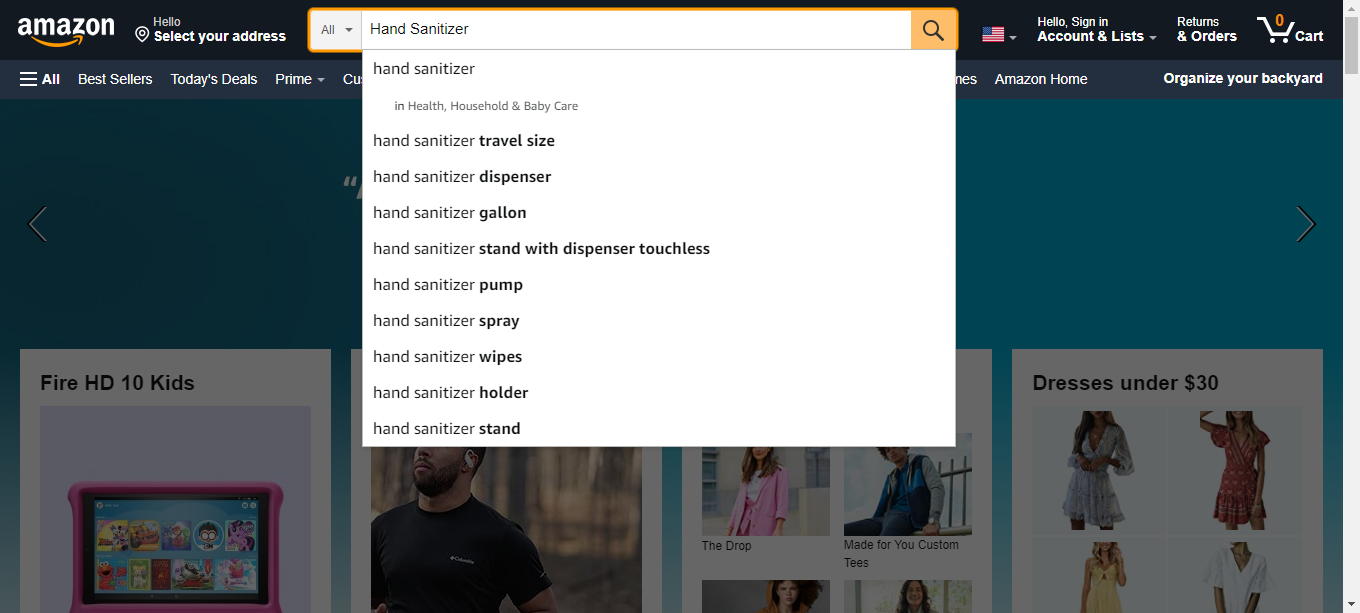 amazon
Hello
Select your address
All
Hand Sanitizer
Hello, Sign in
Account & Lists
Returns
& Orders
0
Cart
All
Best Sellers
Today's Deals
Prime
Cu
nes
Amazon Home
Organize your backyard
hand sanitizer
in Health, Household & Baby Care
hand sanitizer travel size
hand sanitizer dispenser
hand sanitizer gallon
hand sanitizer stand with dispenser touchless
hand sanitizer pump
hand sanitizer spray
hand sanitizer wipes
hand sanitizer holder
hand sanitizer stand
Fire HD 10 Kids
Dresses under $30
Columbia
The Drop
Made for You Custom
Tees